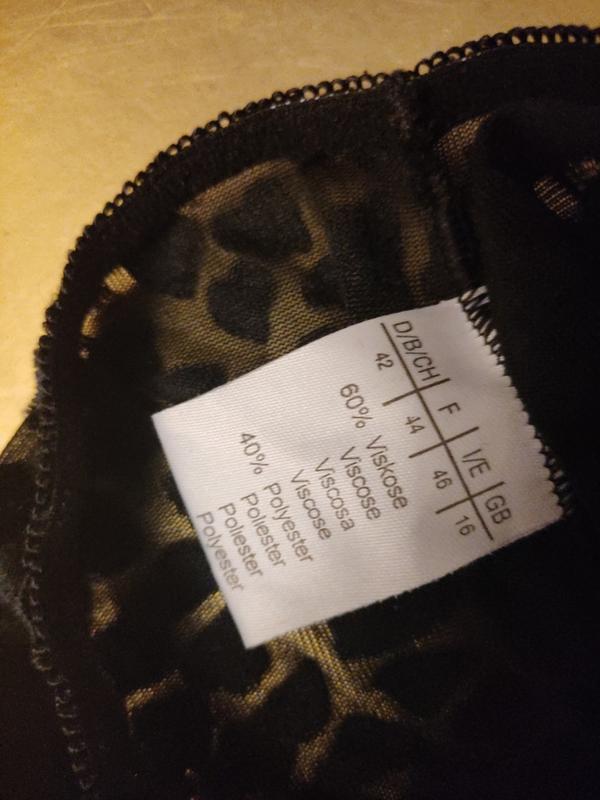 D/B/CH F I/E GB
42 44 46 16
60% Viskose
Viscose
Viscosa
Viscose
40% Polyester
Poliester
Poliester
Polyester